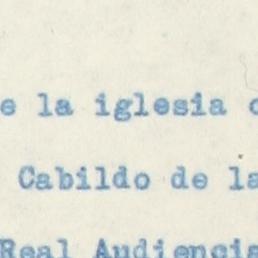 e la iglesia
Cabildo de la
Real Audiencia